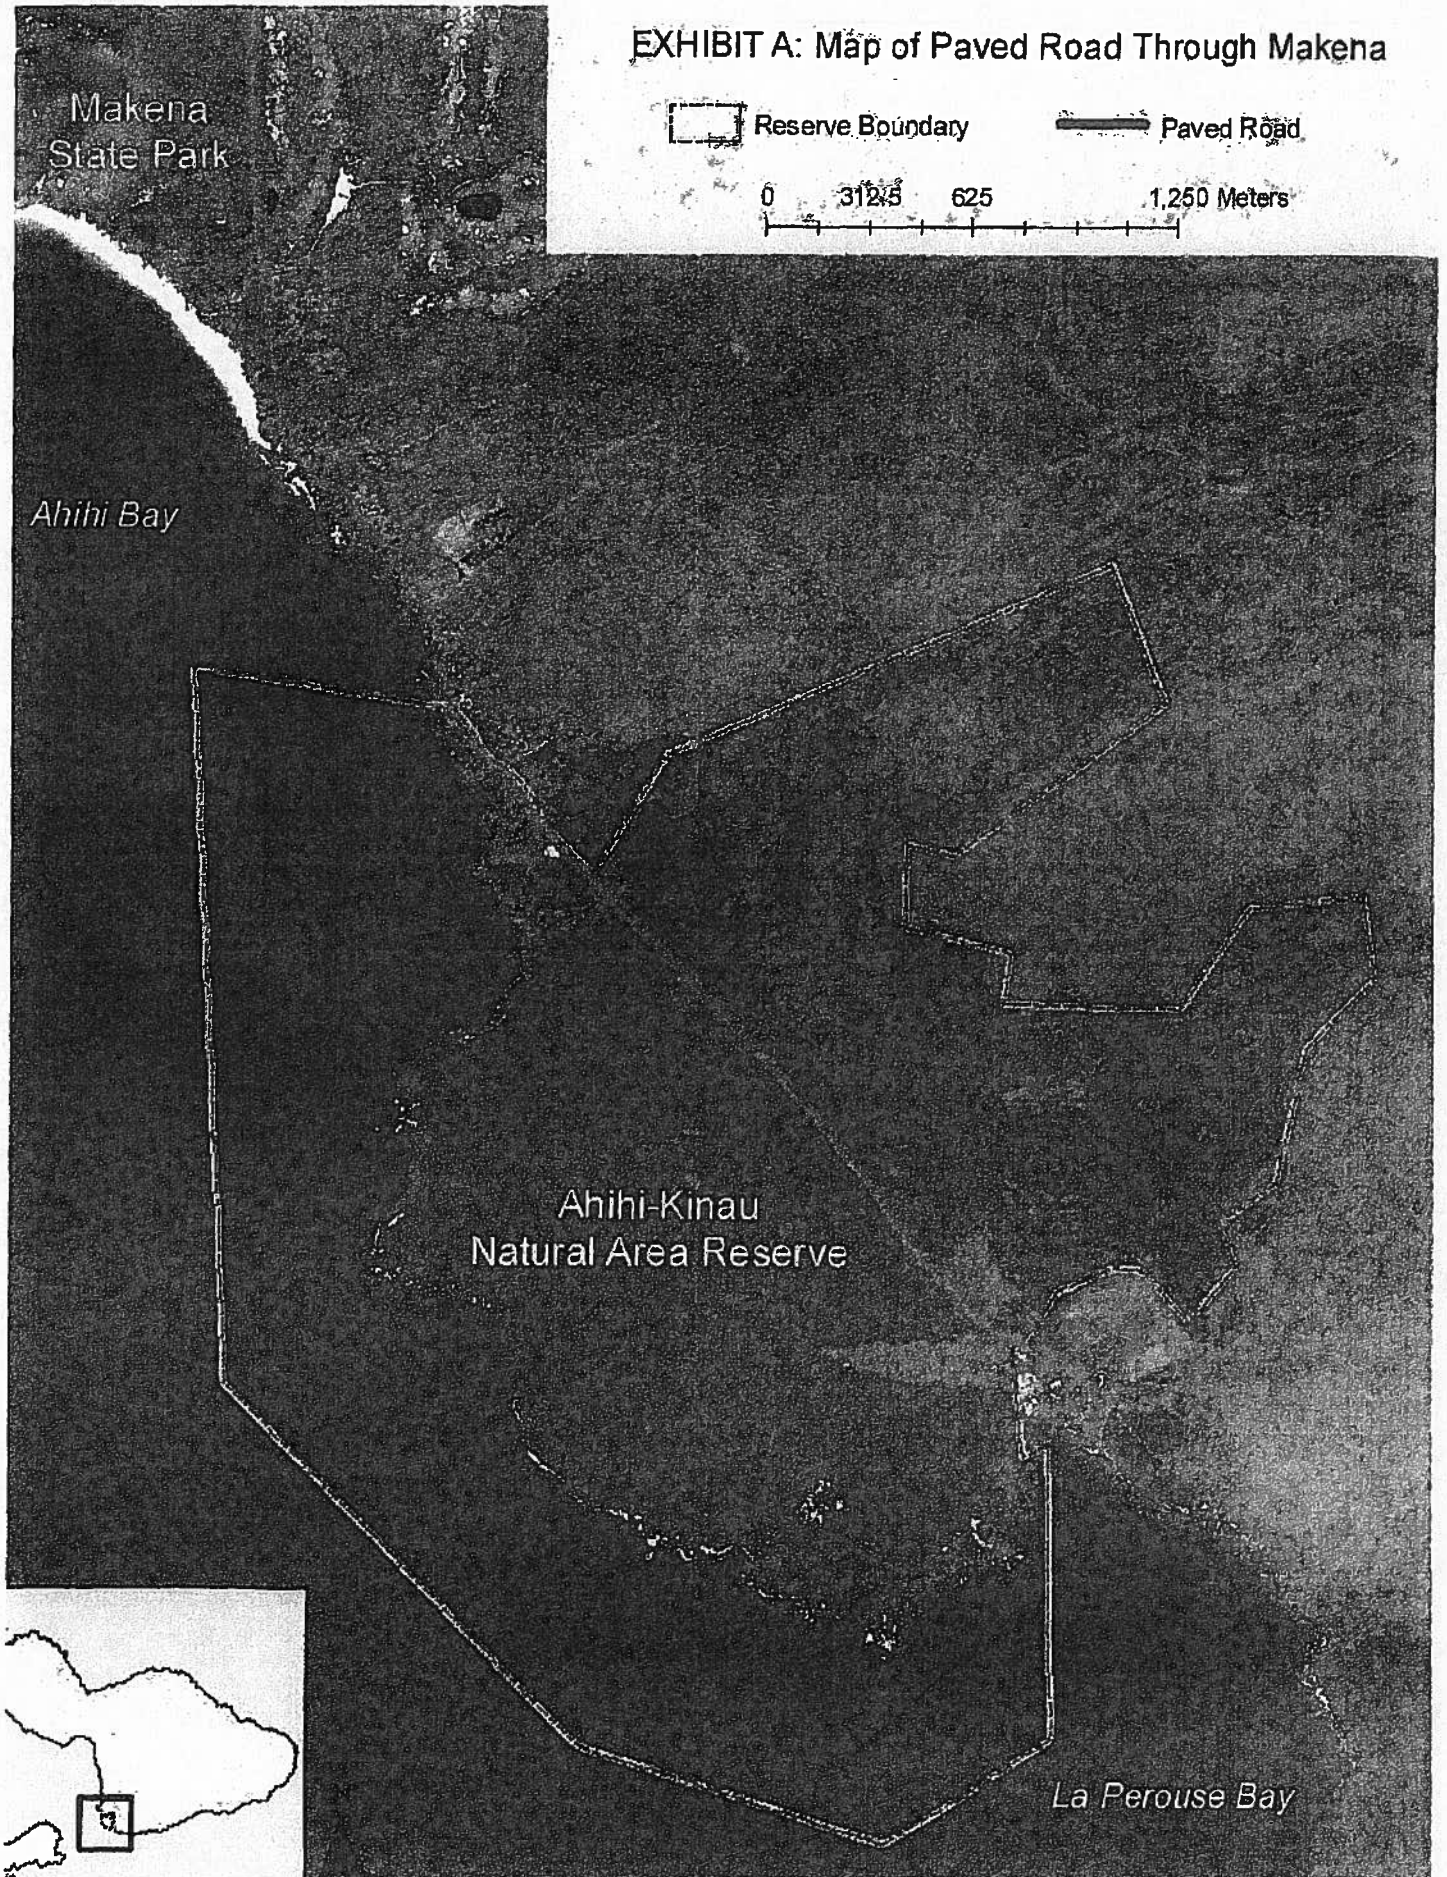 EXHIBIT A: Map of Paved Road Through Makena
Reserve Boundary
Paved Road
0 312.5 625 1,250 Meters
Makena
State Park
Ahihi Bay
Ahihi-Kinau
Natural Area Reserve
La Perouse Bay